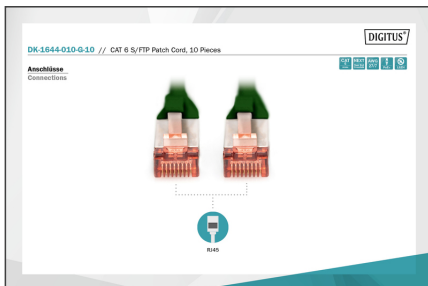 DIGITUS®
DK-1644-010-G-10 // CAT 6 S/FTP Patch Cord, 10 Pieces
Anschlüsse
Connections
RJ45